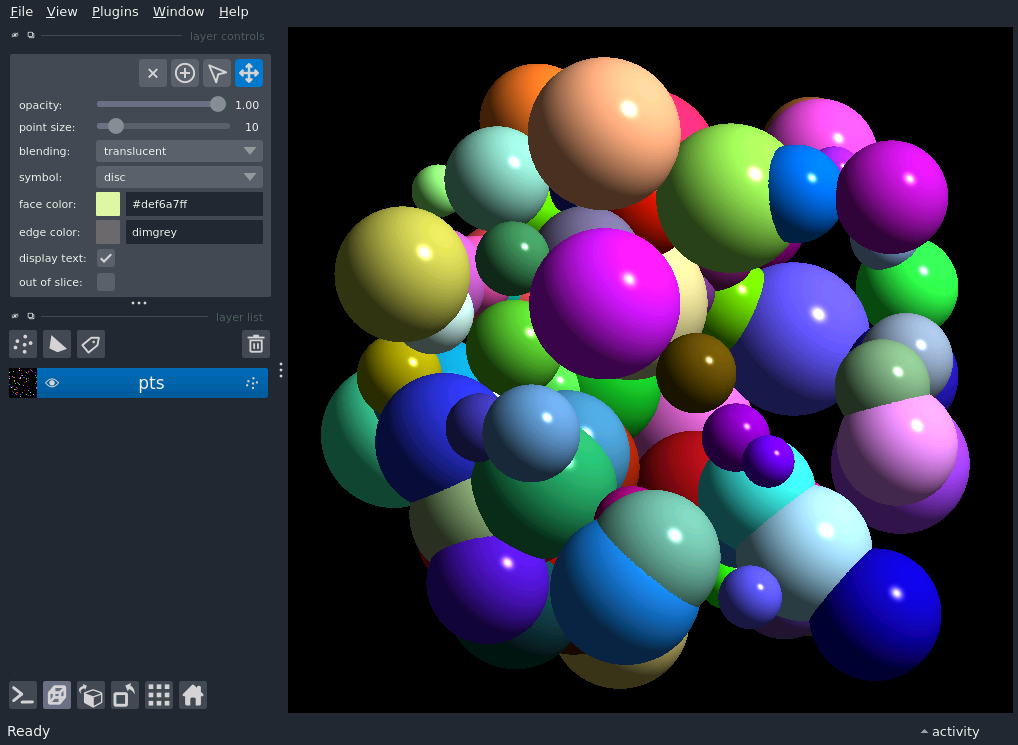 File View Plugins Window Help
layer controls
opacity: 1.00
point size: 10
blending: translucent
symbol: disc
face color: #def6a7ff
edge color: dimgrey
display text:
out of slice:
layer list
pts
Ready
activity